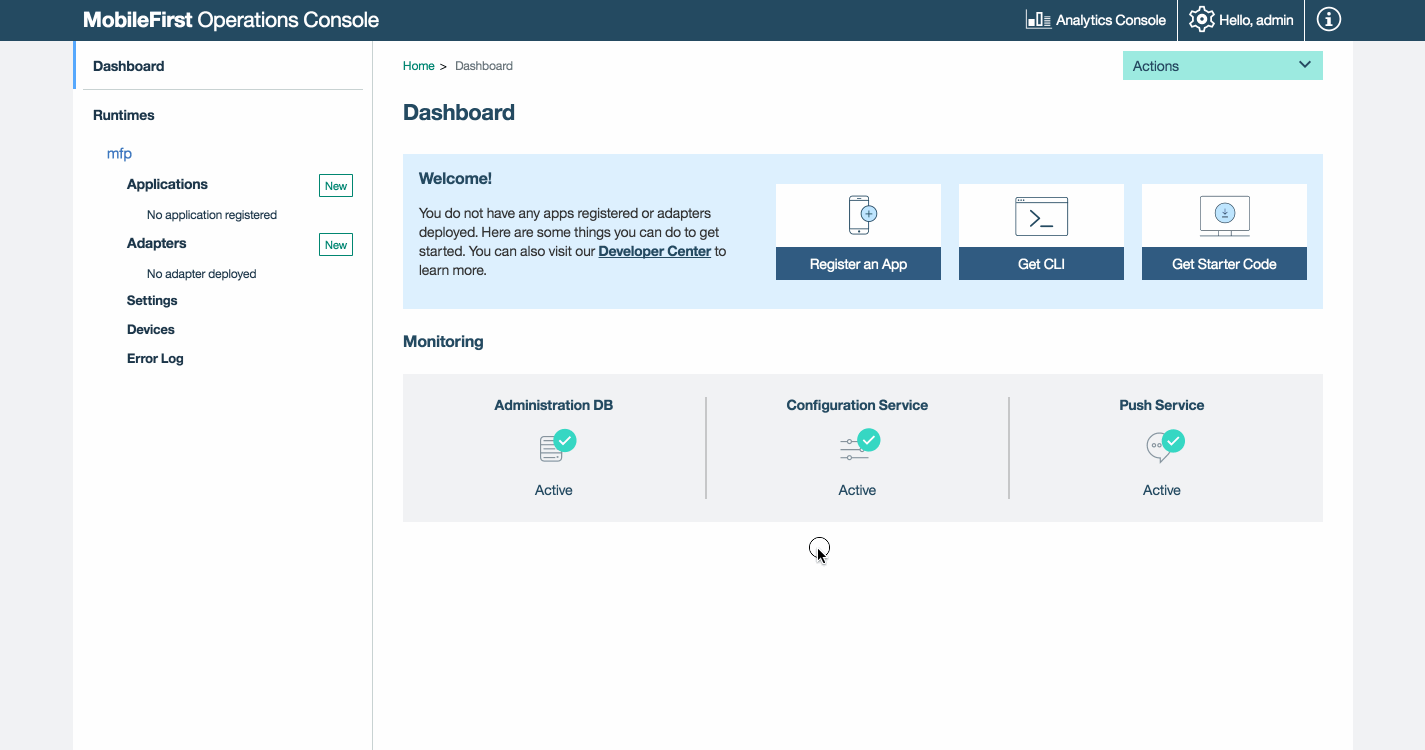 MobileFirst Operations Console
Analytics Console
Hello, admin
Dashboard
Runtimes
mfp
Applications
New
No application registered
Adapters
New
No adapter deployed
Settings
Devices
Error Log
Home > Dashboard
Actions
Dashboard
Welcome!
You do not have any apps registered or adapters
deployed. Here are some things you can do to get
started. You can also visit our Developer Center to
learn more.
Register an App
Get CLI
Get Starter Code
Monitoring
Administration DB
Active
Configuration Service
Active
Push Service
Active